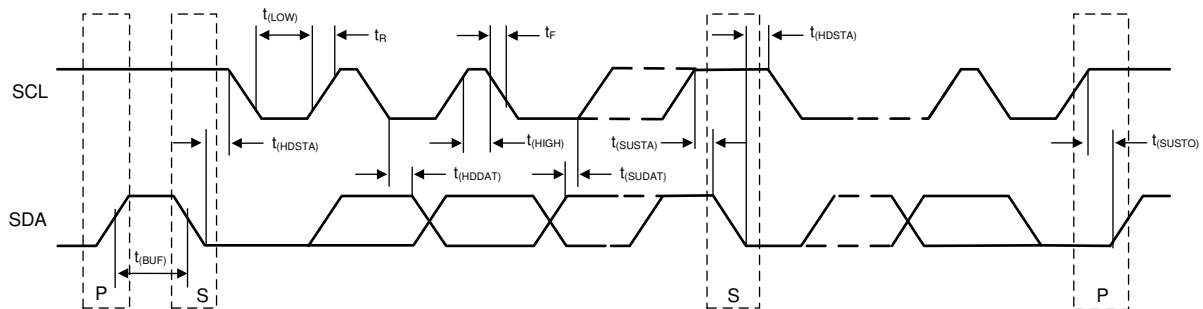 t(LOW)
tR
tF
t(HDSTA)
SCL
t(HDSTA)
t(HIGH)
t(SUSTA)
t(SUSTO)
t(HDDAT)
t(SUDAT)
SDA
t(BUF)
P
S
S
P